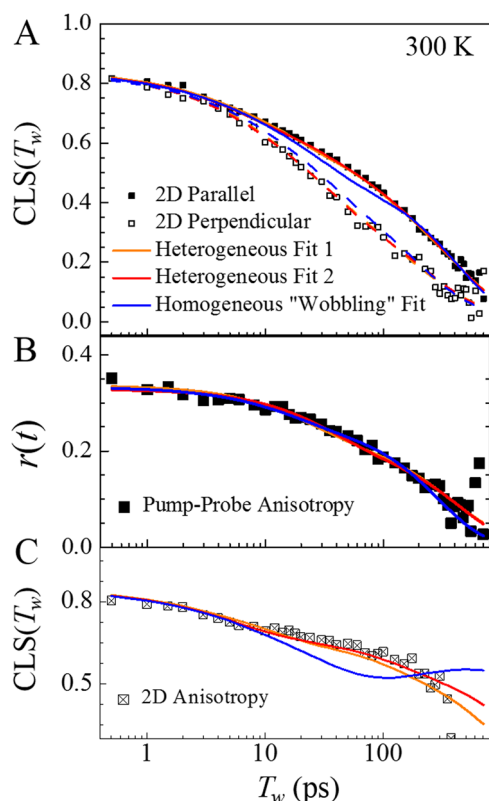 A
300 K
1.0
0.8
0.6
0.4
0.2
0.0
CLS(Tw)
2D Parallel
2D Perpendicular
Heterogeneous Fit 1
Heterogeneous Fit 2
Homogeneous "Wobbling" Fit
B
0.4
0.2
0.0
r(t)
Pump-Probe Anisotropy
C
0.8
0.5
CLS(Tw)
2D Anisotropy
1
10
100
Tw (ps)